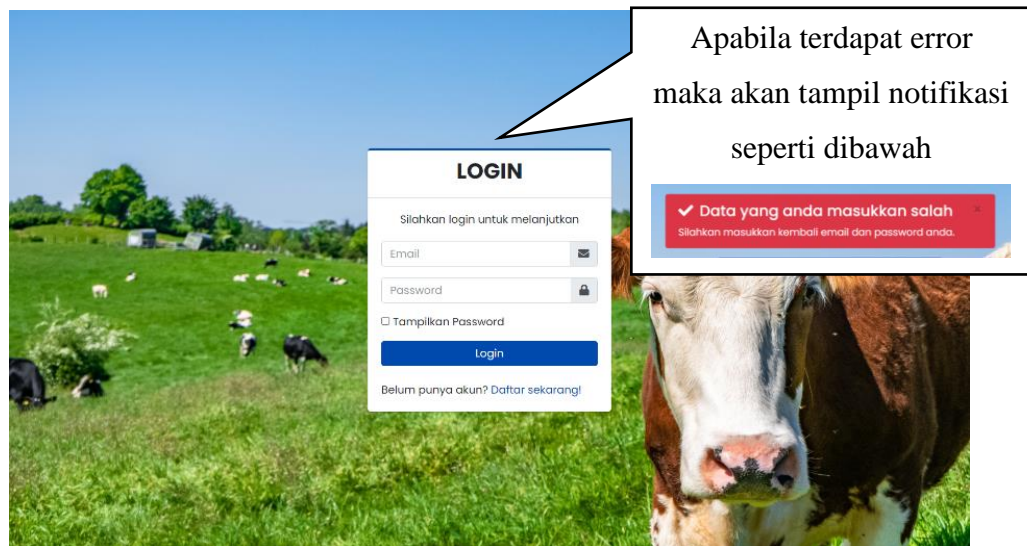 Apabila terdapat error
maka akan tampil notifikasi
seperti dibawah
Data yang anda masukkan salah
Silahkan masukkan kembali email dan password anda.
LOGIN
Silahkan login untuk melanjutkan
Email
Password
Tampilkan Password
Login
Belum punya akun? Daftar sekarang!